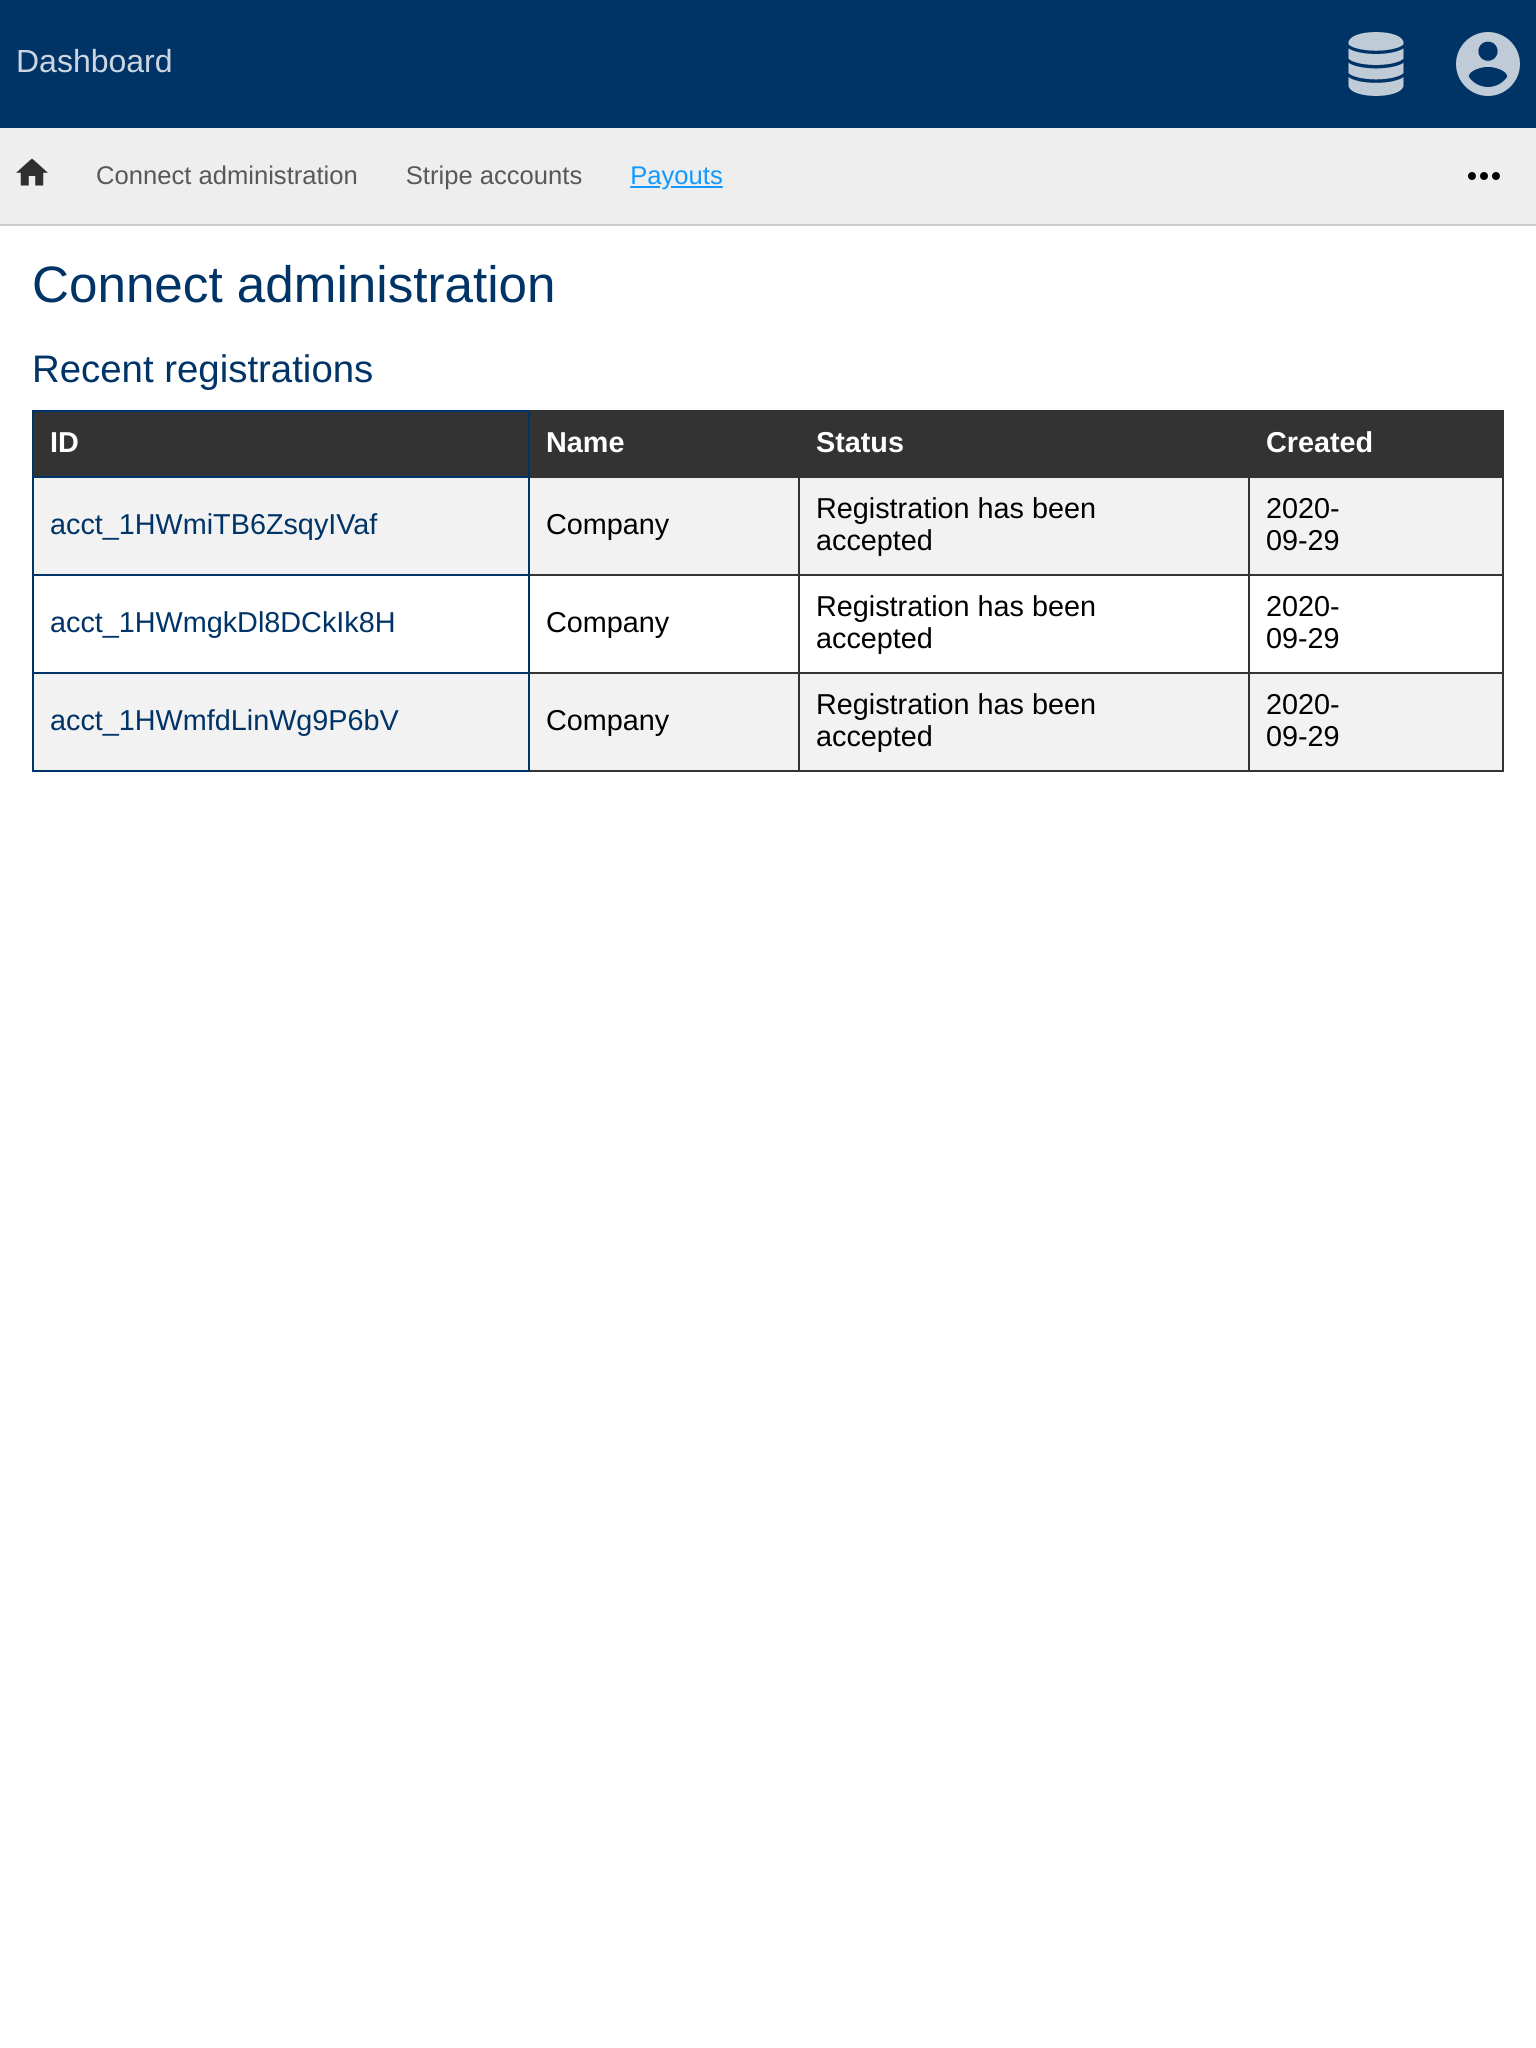 Dashboard
Connect administration Stripe accounts Payouts
Connect administration
Recent registrations
ID Name Status Created
acct_1HWmiTB6ZsqyIVaf Company Registration has been accepted 2020-09-29
acct_1HWmgkDl8DCkIk8H Company Registration has been accepted 2020-09-29
acct_1HWmfdLinWg9P6bV Company Registration has been accepted 2020-09-29